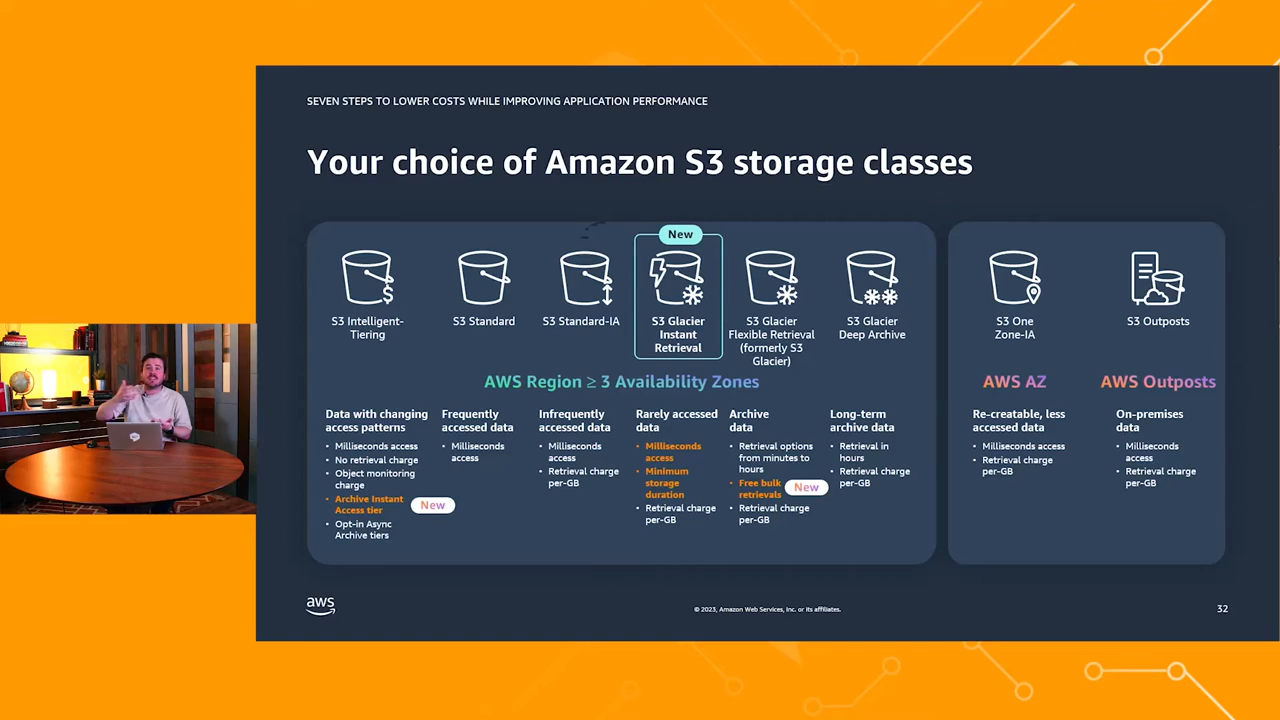 SEVEN STEPS TO LOWER COSTS WHILE IMPROVING APPLICATION PERFORMANCE
Your choice of Amazon S3 storage classes
S3 Intelligent-
Tiering
S3 Standard
S3 Standard-IA
New
S3 Glacier
Instant
Retrieval
S3 Glacier
Flexible Retrieval
(formerly S3
Glacier)
S3 Glacier
Deep Archive
S3 One
Zone-IA
S3 Outposts
AWS Region ≥ 3 Availability Zones
AWS AZ
AWS Outposts
Data with changing
access patterns
• Milliseconds access
• No retrieval charge
• Object monitoring
charge
• Archive Instant
Access tier
New
• Opt-in Async
Archive tiers
Frequently
accessed data
• Milliseconds
access
Infrequently
accessed data
• Milliseconds
access
• Retrieval charge
per-GB
Rarely accessed
data
• Milliseconds
access
• Minimum
storage
duration
• Retrieval charge
per-GB
Archive
data
• Retrieval options
from minutes to
hours
• Free bulk
retrievals
New
• Retrieval charge
per-GB
Long-term
archive data
• Retrieval in
hours
• Retrieval charge
per-GB
Re-creatable, less
accessed data
• Milliseconds access
• Retrieval charge
per-GB
On-premises
data
• Milliseconds
access
• Retrieval charge
per-GB
aws
© 2023, Amazon Web Services, Inc. or its affiliates.
32